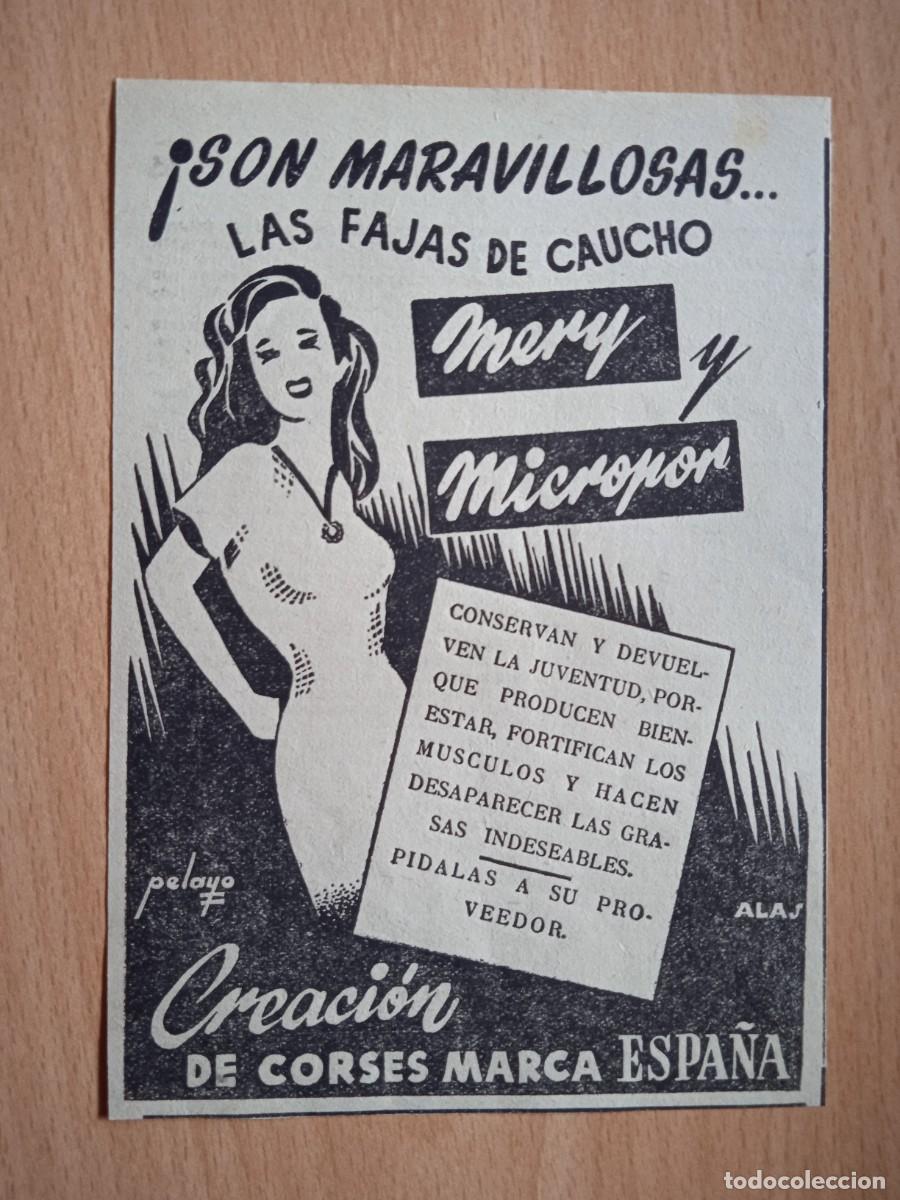 ¡SON MARAVILLOSAS...
LAS FAJAS DE CAUCHO
Mery y
Micropor
CONSERVAN Y DEVUEL-
VEN LA JUVENTUD, POR-
QUE PRODUCEN BIEN-
ESTAR, FORTIFICAN LOS
MUSCULOS Y HACEN
DESAPARECER LAS GRA-
SAS INDESEABLES.
PIDALAS A SU PRO-
VEEDOR.
pelayo
ALAS
Creación
DE CORSES MARCA ESPAÑA
todocoleccion